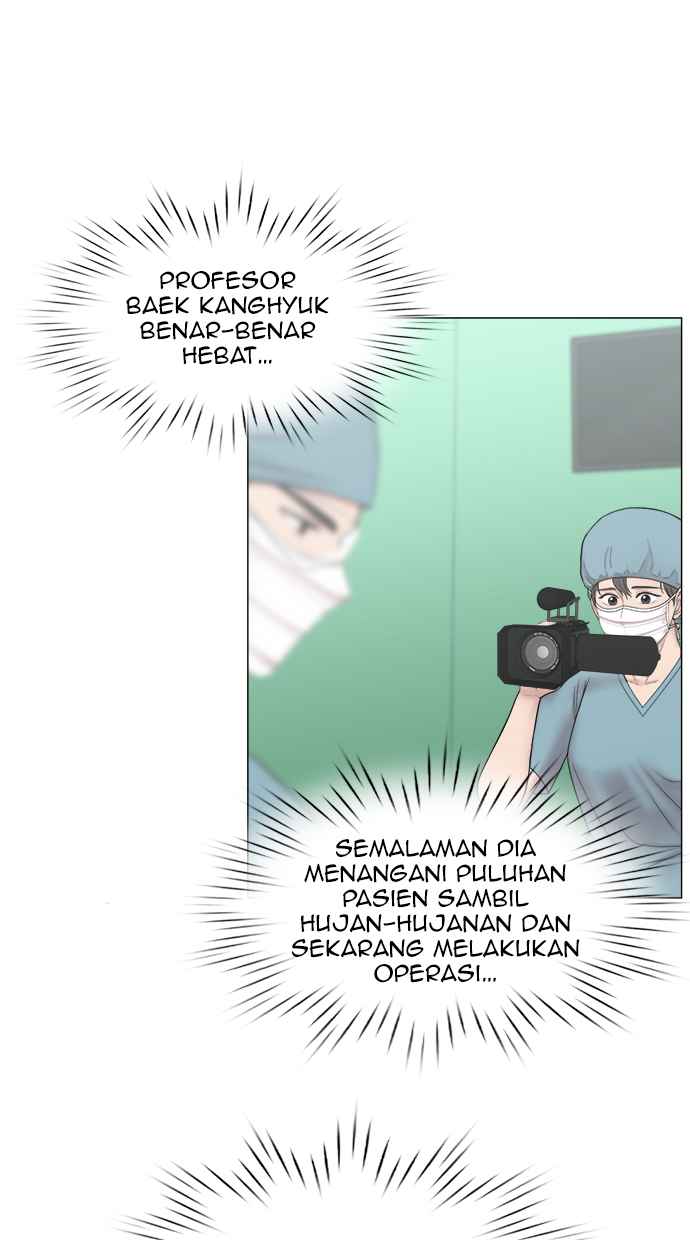 PROFESOR
BAEK KANGHYUK
BENAR-BENAR
HEBAT...
SEMALAMAN DIA
MENANGANI PULUHAN
PASIEN SAMBIL
HUJAN-HUJANAN DAN
SEKARANG MELAKUKAN
OPERASI...